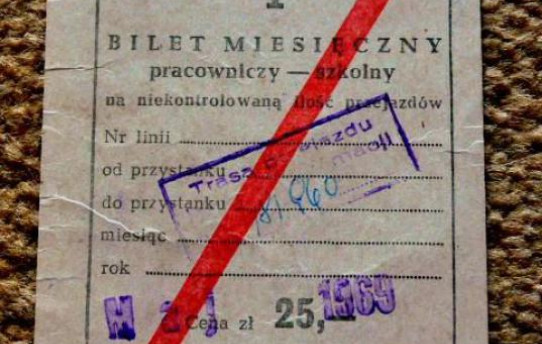 BILET MIESIĘCZNY
pracowniczy — szkolny
na niekontrolowaną ilość przejazdów
Nr linii
od przystanku
Trasa
do przystanku
miesiąc
rok
MAJ 1969
Cena zł 25,